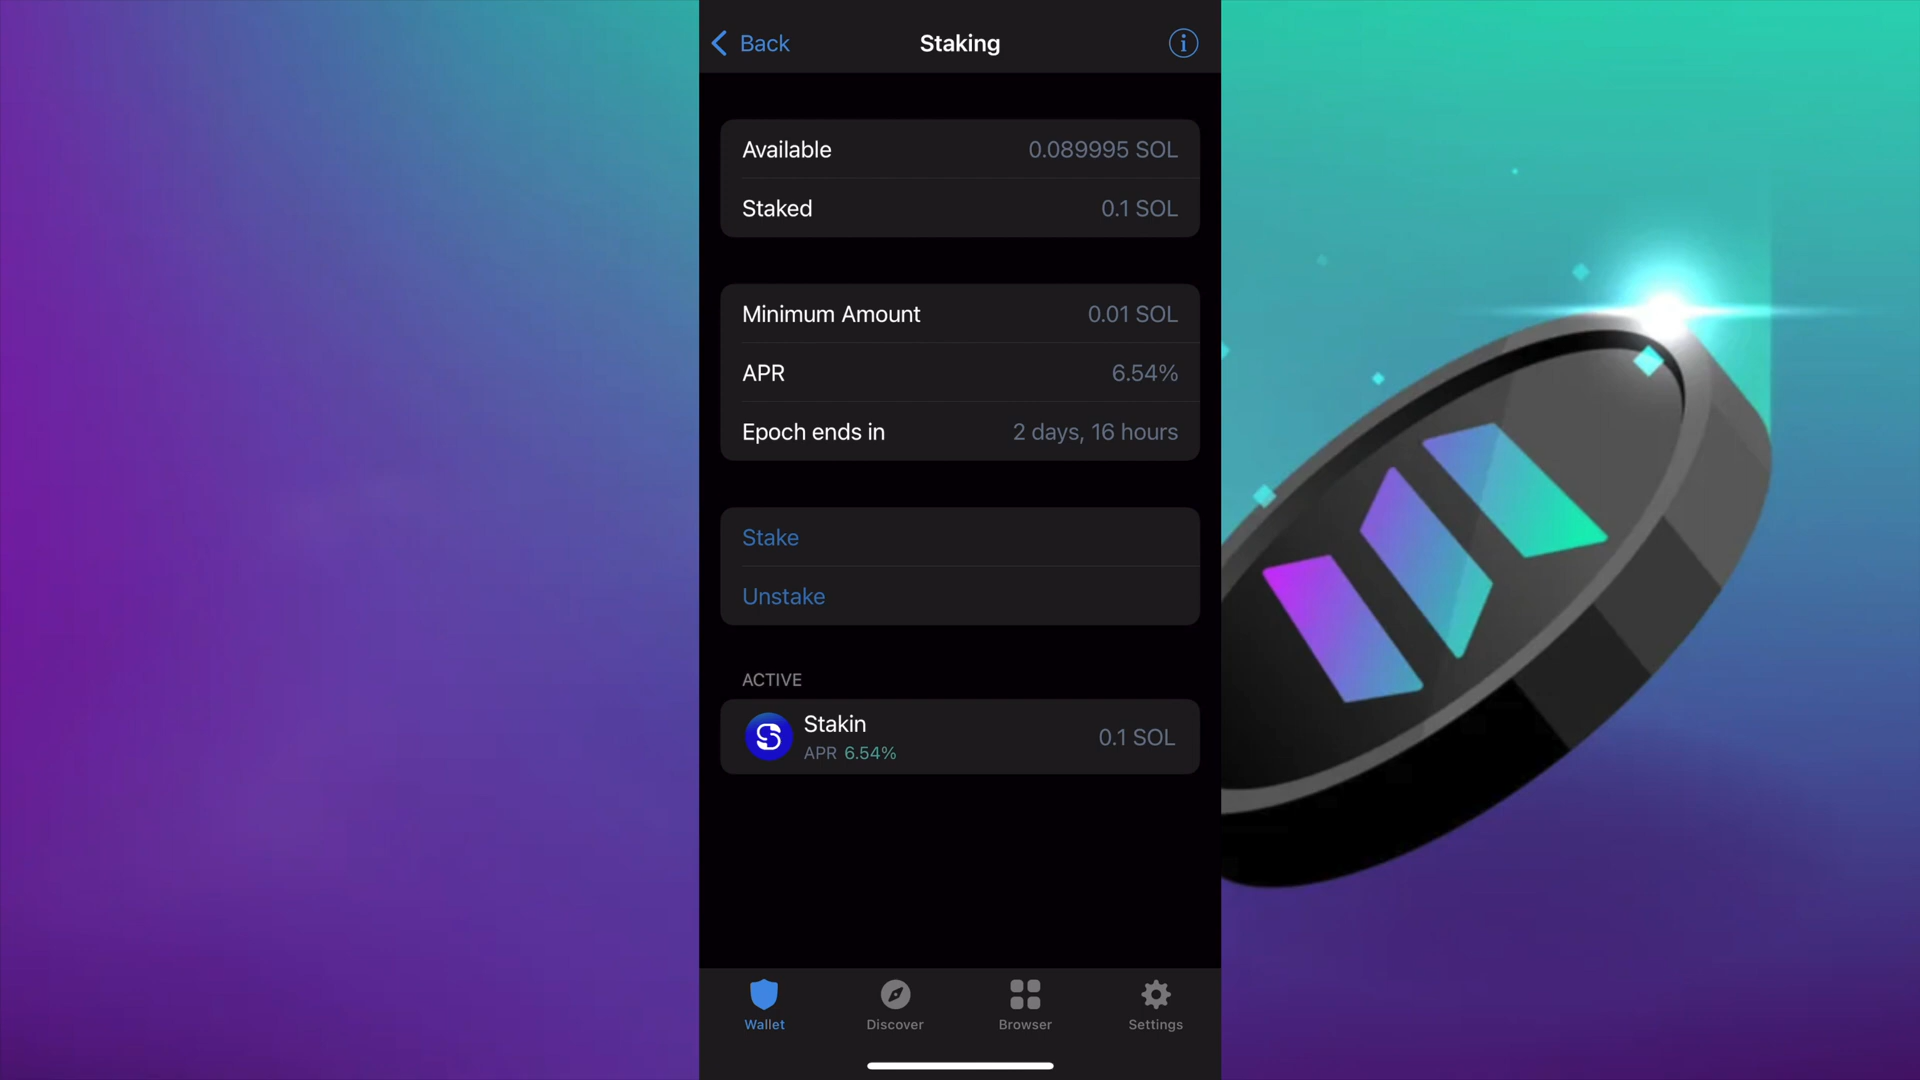 Back
Staking
Available
0.089995 SOL
Staked
0.1 SOL
Minimum Amount
0.01 SOL
APR
6.54%
Epoch ends in
2 days, 16 hours
Stake
Unstake
ACTIVE
Stakin
APR 6.54%
0.1 SOL
Wallet
Discover
Browser
Settings